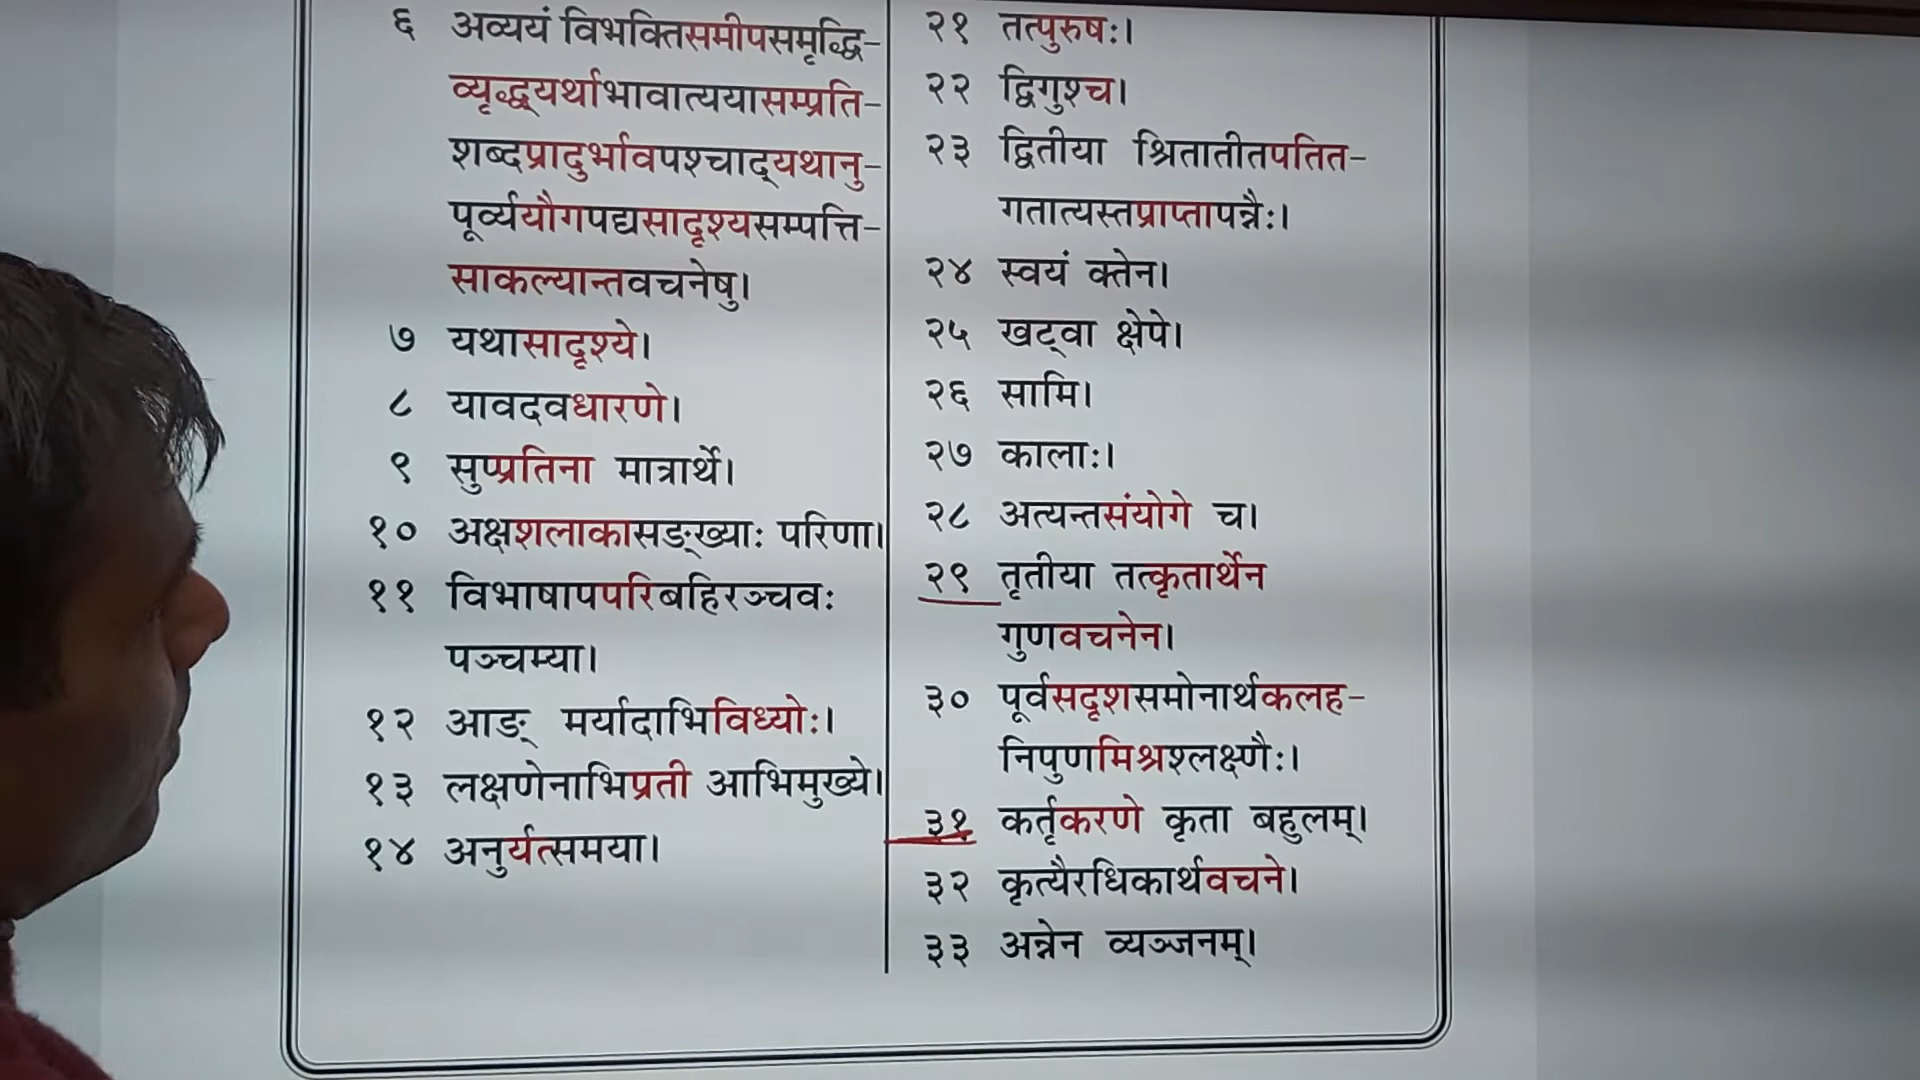 ६ अव्ययं विभक्तिसमीपसमृद्धि-
व्यृद्ध्यर्थाभावात्ययासम्प्रति-
शब्दप्रादुर्भावपश्चाद्यथानु-
पूर्व्ययौगपद्यसादृश्यसम्पत्ति-
साकल्यान्तवचनेषु।
७ यथासादृश्ये।
८ यावदवधारणे।
९ सुप्प्रतिना मात्रार्थे।
१० अक्षशलाकासङ्ख्याः परिणा।
११ विभाषापपरिबहिरञ्चवः
पञ्चम्या।
१२ आङ् मर्यादाभिविध्योः।
१३ लक्षणेनाभिप्रती आभिमुख्ये।
१४ अनुर्यत्समया।
२१ तत्पुरुषः।
२२ द्विगुश्च।
२३ द्वितीया श्रितातीतपतित-
गतात्यस्तप्राप्तापन्नैः।
२४ स्वयं क्तेन।
२५ खट्वा क्षेपे।
२६ सामि।
२७ कालाः।
२८ अत्यन्तसंयोगे च।
२९ तृतीया तत्कृतार्थेन
गुणवचनेन।
३० पूर्वसदृशसमोनार्थकलह-
निपुणमिश्रश्लक्ष्णैः।
३१ कर्तृकरणे कृता बहुलम्।
३२ कृत्यैरधिकार्थवचने।
३३ अन्नेन व्यञ्जनम्।